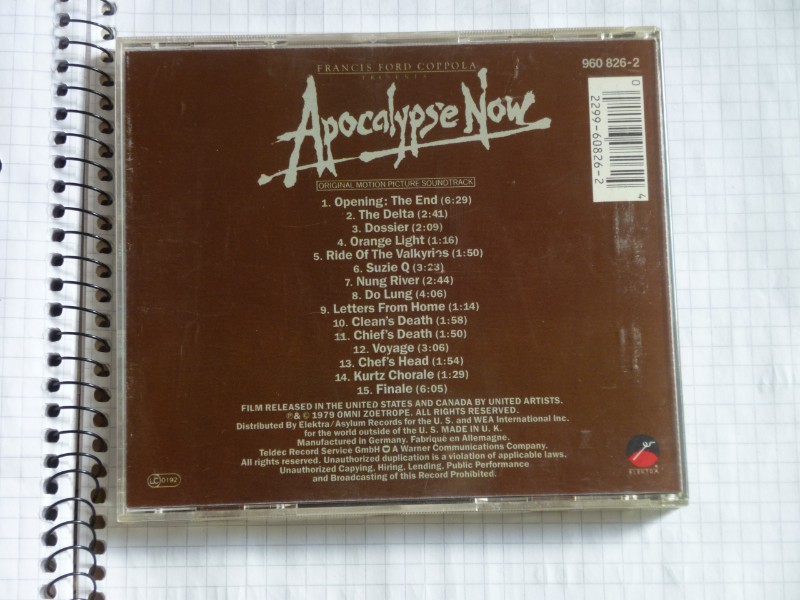 FRANCIS FORD COPPOLA
PRESENTS
960 826-2
Apocalypse Now
0
2299-60826-2
4
ORIGINAL MOTION PICTURE SOUNDTRACK
1. Opening: The End (6:29)
2. The Delta (2:41)
3. Dossier (2:09)
4. Orange Light (1:16)
5. Ride Of The Valkyries (1:50)
6. Suzie Q (3:23)
7. Nung River (2:44)
8. Do Lung (4:06)
9. Letters From Home (1:14)
10. Clean's Death (1:58)
11. Chief's Death (1:50)
12. Voyage (3:06)
13. Chef's Head (1:54)
14. Kurtz Chorale (1:29)
15. Finale (6:05)
FILM RELEASED IN THE UNITED STATES AND CANADA BY UNITED ARTISTS.
℗ & © 1979 OMNI ZOETROPE. ALL RIGHTS RESERVED.
Distributed By Elektra/Asylum Records for the U. S. and WEA International Inc.
for the world outside of the U. S. MADE IN U. K.
Manufactured in Germany. Fabriqué en Allemagne.
Teldec Record Service GmbH A Warner Communications Company.
All rights reserved. Unauthorized duplication is a violation of applicable laws.
Unauthorized Copying, Hiring, Lending, Public Performance
and Broadcasting of this Record Prohibited.
LC 0192
ELEKTRA